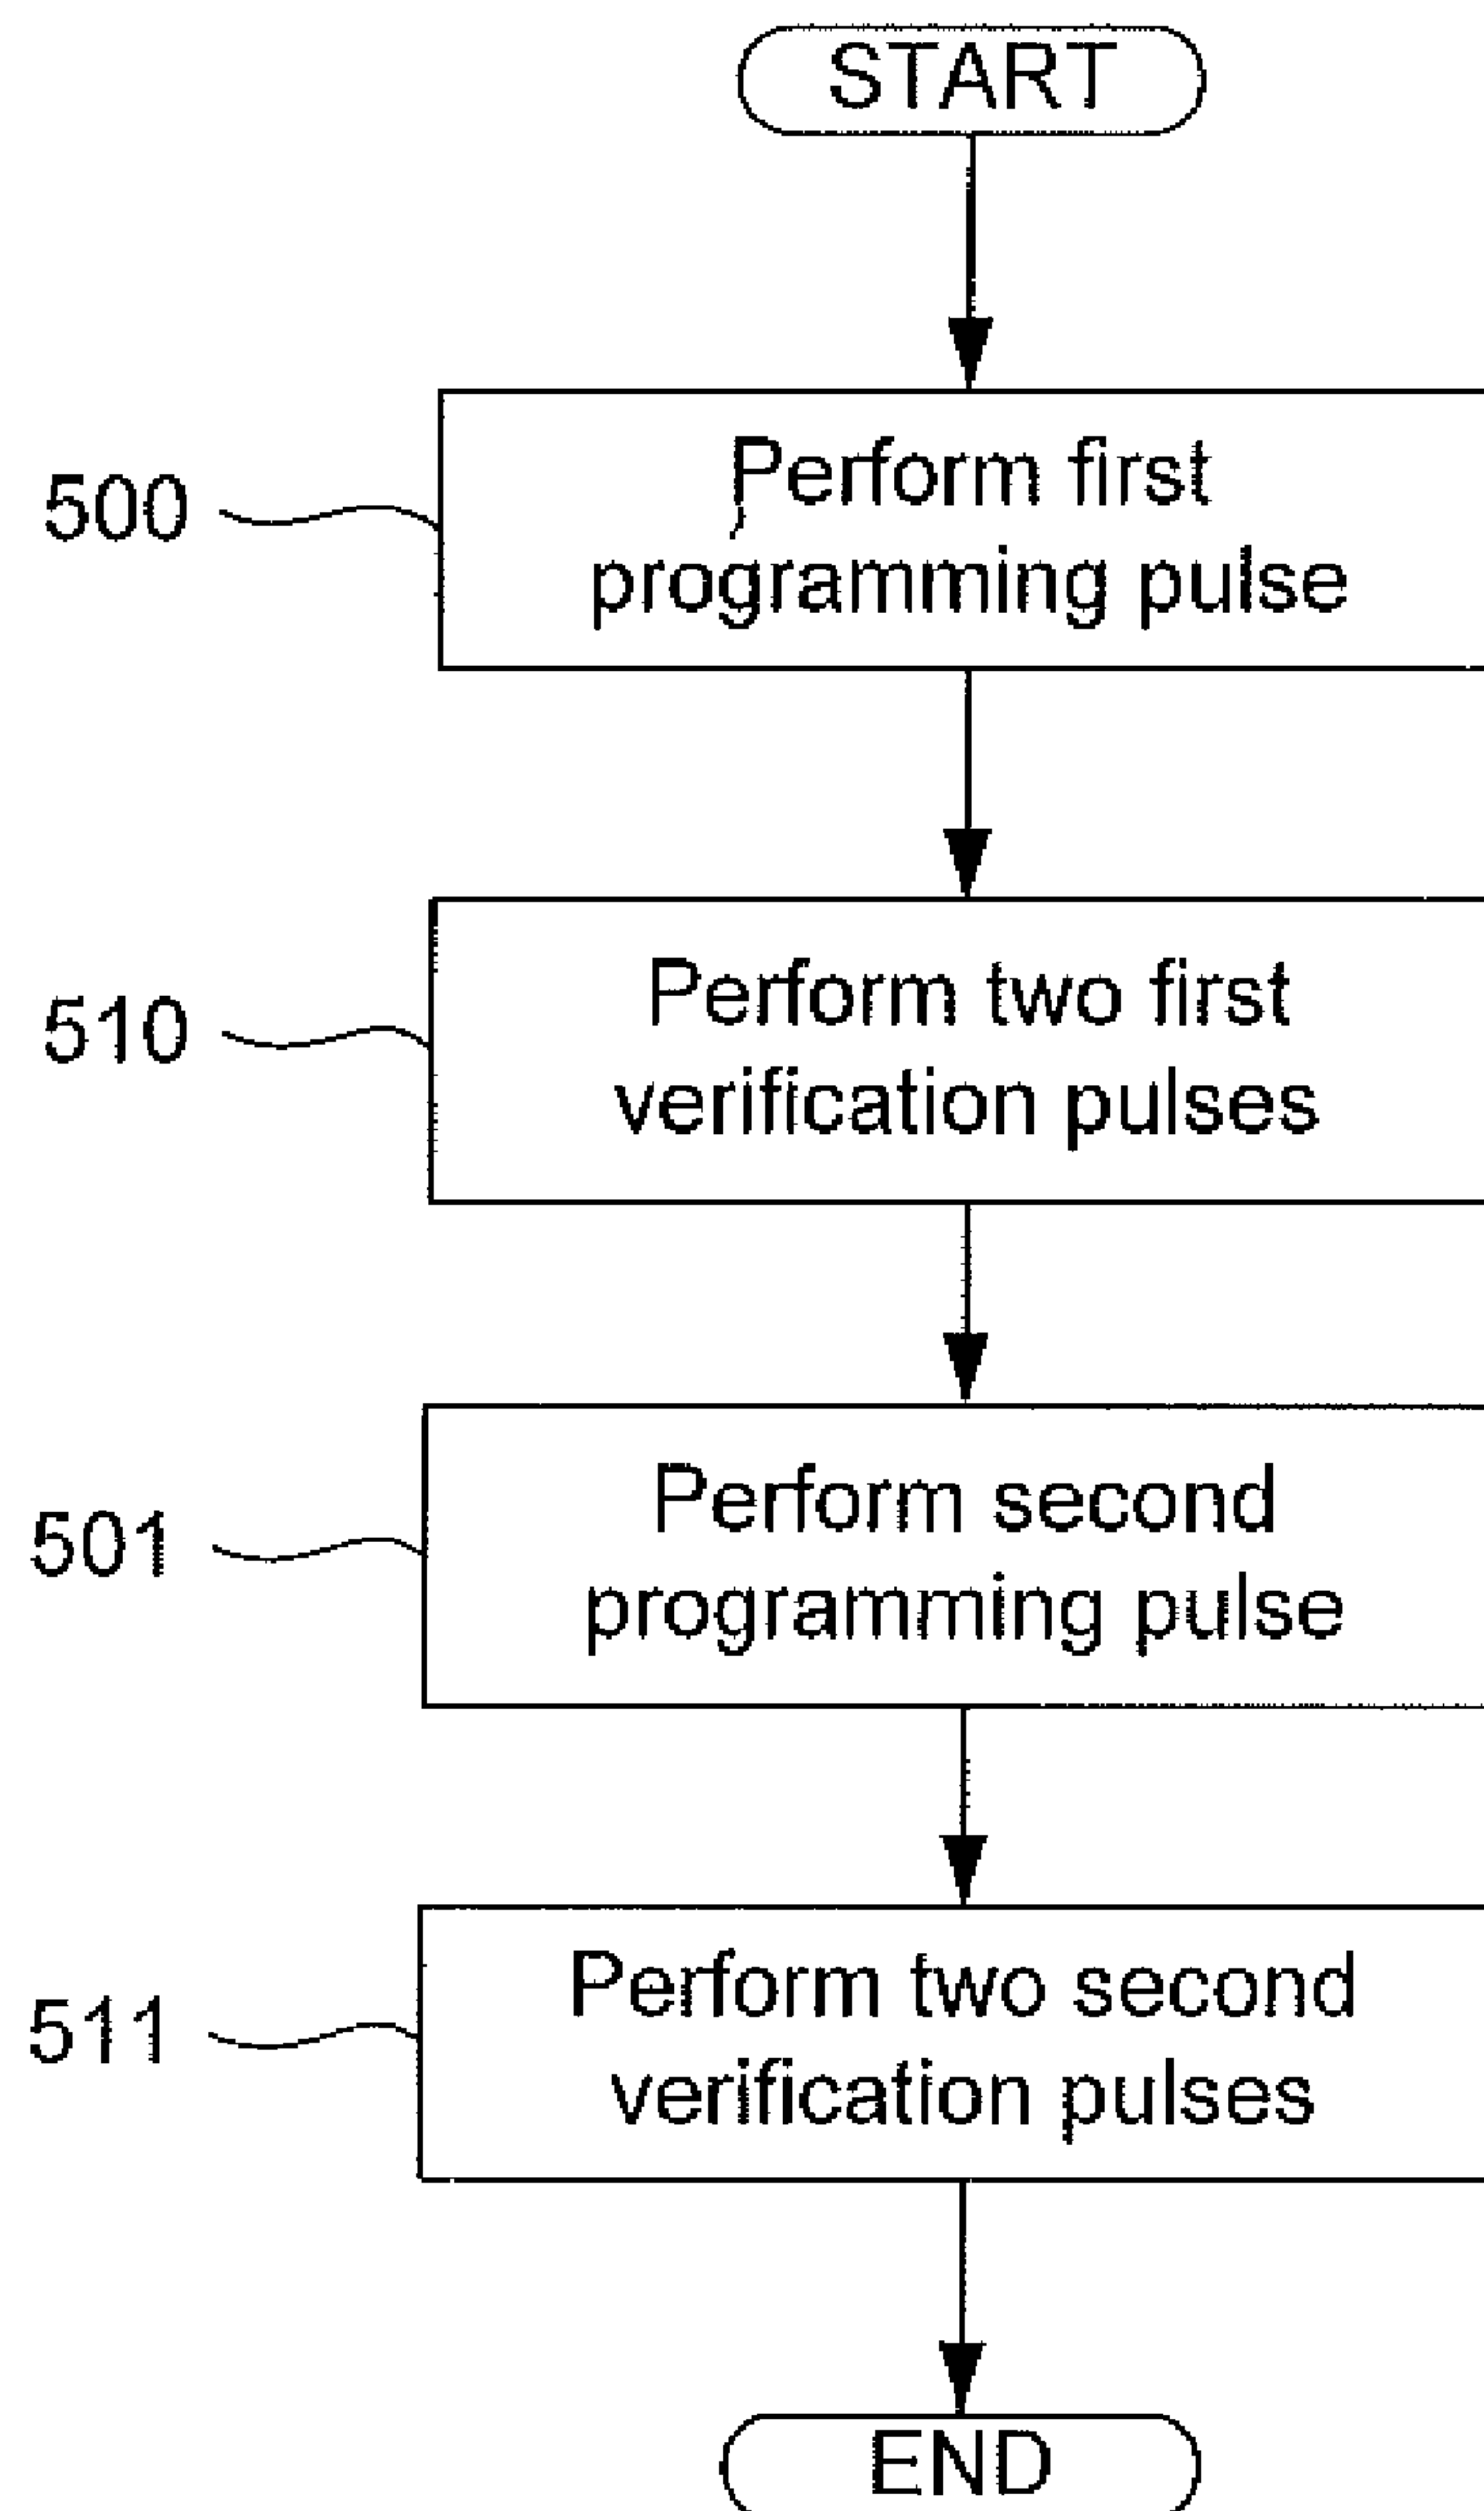 START
500
Perform first
programming pulse
510
Perform two first
verification pulses
501
Perform second
programming pulse
511
Perform two second
verification pulses
END